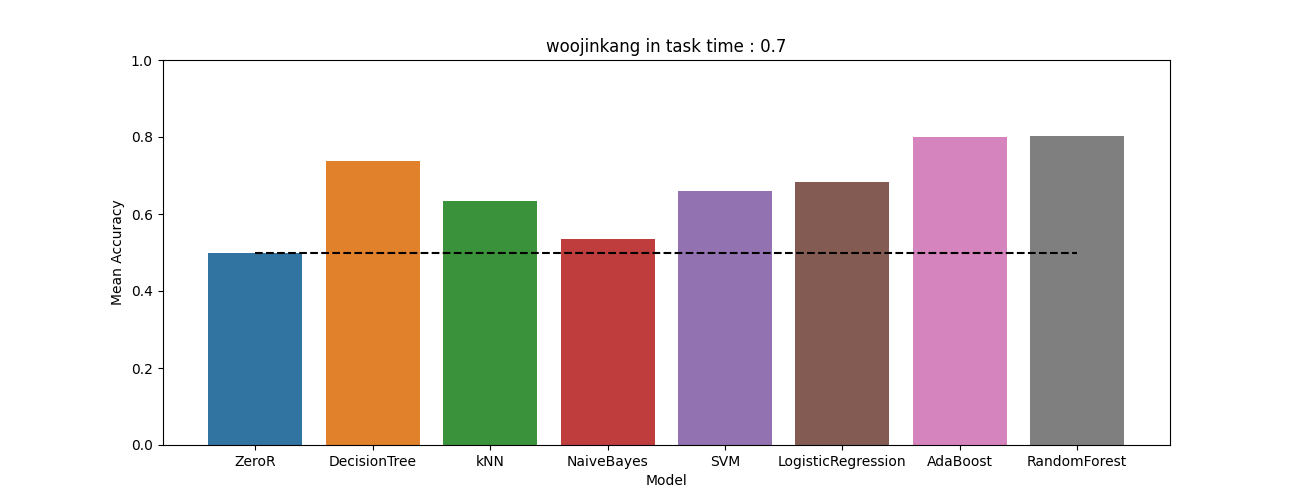 woojinkang in task time : 0.7
Mean Accuracy
1.0
0.8
0.6
0.4
0.2
0.0
ZeroR DecisionTree kNN NaiveBayes SVM LogisticRegression AdaBoost RandomForest
Model